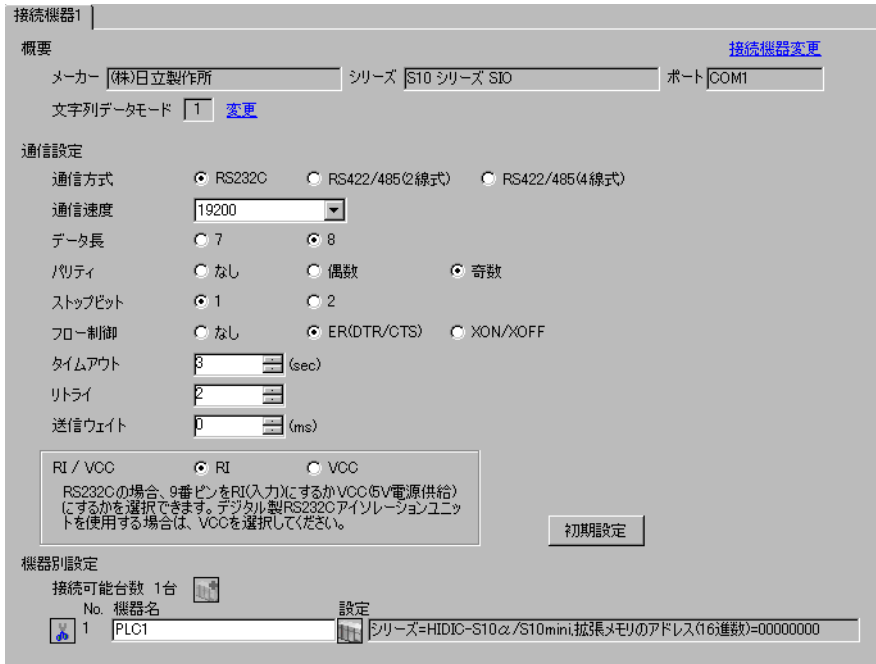 接続機器1
概要 接続機器変更
メーカー (株)日立製作所 シリーズ S10 シリーズ SIO ポート COM1
文字列データモード 1 変更
通信設定
通信方式 RS232C RS422/485(2線式) RS422/485(4線式)
通信速度 19200
データ長 7 8
パリティ なし 偶数 奇数
ストップビット 1 2
フロー制御 なし ER(DTR/CTS) XON/XOFF
タイムアウト 3 (sec)
リトライ 2
送信ウェイト 0 (ms)
RI / VCC RI VCC
RS232Cの場合、9番ピンをRI(入力)にするかVCC(5V電源供給)
にするかを選択できます。デジタル製RS232Cアイソレーションユニッ
トを使用する場合は、VCCを選択してください。
初期設定
機器別設定
接続可能台数 1台
No. 機器名 設定
1 PLC1 シリーズ=HIDIC-S10α/S10mini,拡張メモリのアドレス(16進数)=00000000